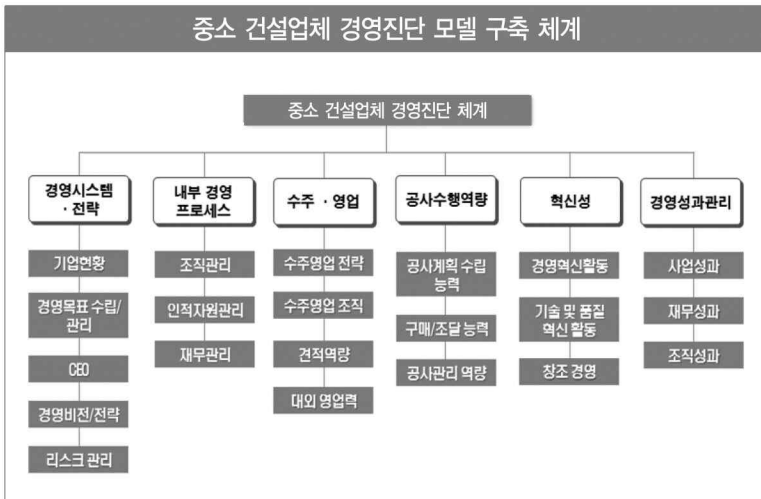 중소 건설업체 경영진단 모델 구축 체계
중소 건설업체 경영진단 체계
경영시스템
· 전략
기업현황
경영목표 수립/
관리
CEO
경영비전/전략
리스크 관리
내부 경영
프로세스
조직관리
인적자원관리
재무관리
수주 · 영업
수주영업 전략
수주영업 조직
견적역량
대외 영업력
공사수행역량
공사계획 수립
능력
구매/조달 능력
공사관리 역량
혁신성
경영혁신활동
기술 및 품질
혁신 활동
창조 경영
경영성과관리
사업성과
재무성과
조직성과